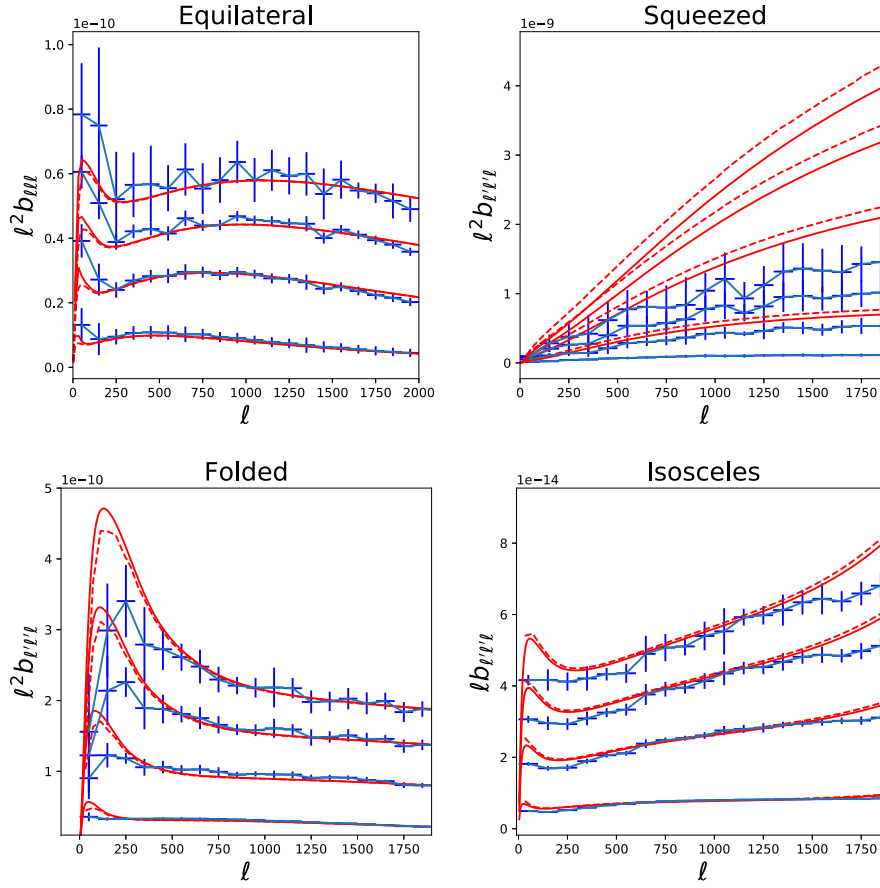 Equilateral
1e−10
ℓ²b_ℓℓℓ
1.0
0.8
0.6
0.4
0.2
0.0
0 250 500 750 1000 1250 1500 1750 2000
ℓ
Squeezed
1e−9
ℓ²b_ℓ'ℓ'ℓ
4
3
2
1
0
0 250 500 750 1000 1250 1500 1750
ℓ
Folded
1e−10
ℓ²b_ℓ'ℓ'ℓ
5
4
3
2
1
0 250 500 750 1000 1250 1500 1750
ℓ
Isosceles
1e−14
ℓb_ℓ'ℓ'ℓ
8
6
4
2
0
0 250 500 750 1000 1250 1500 1750
ℓ